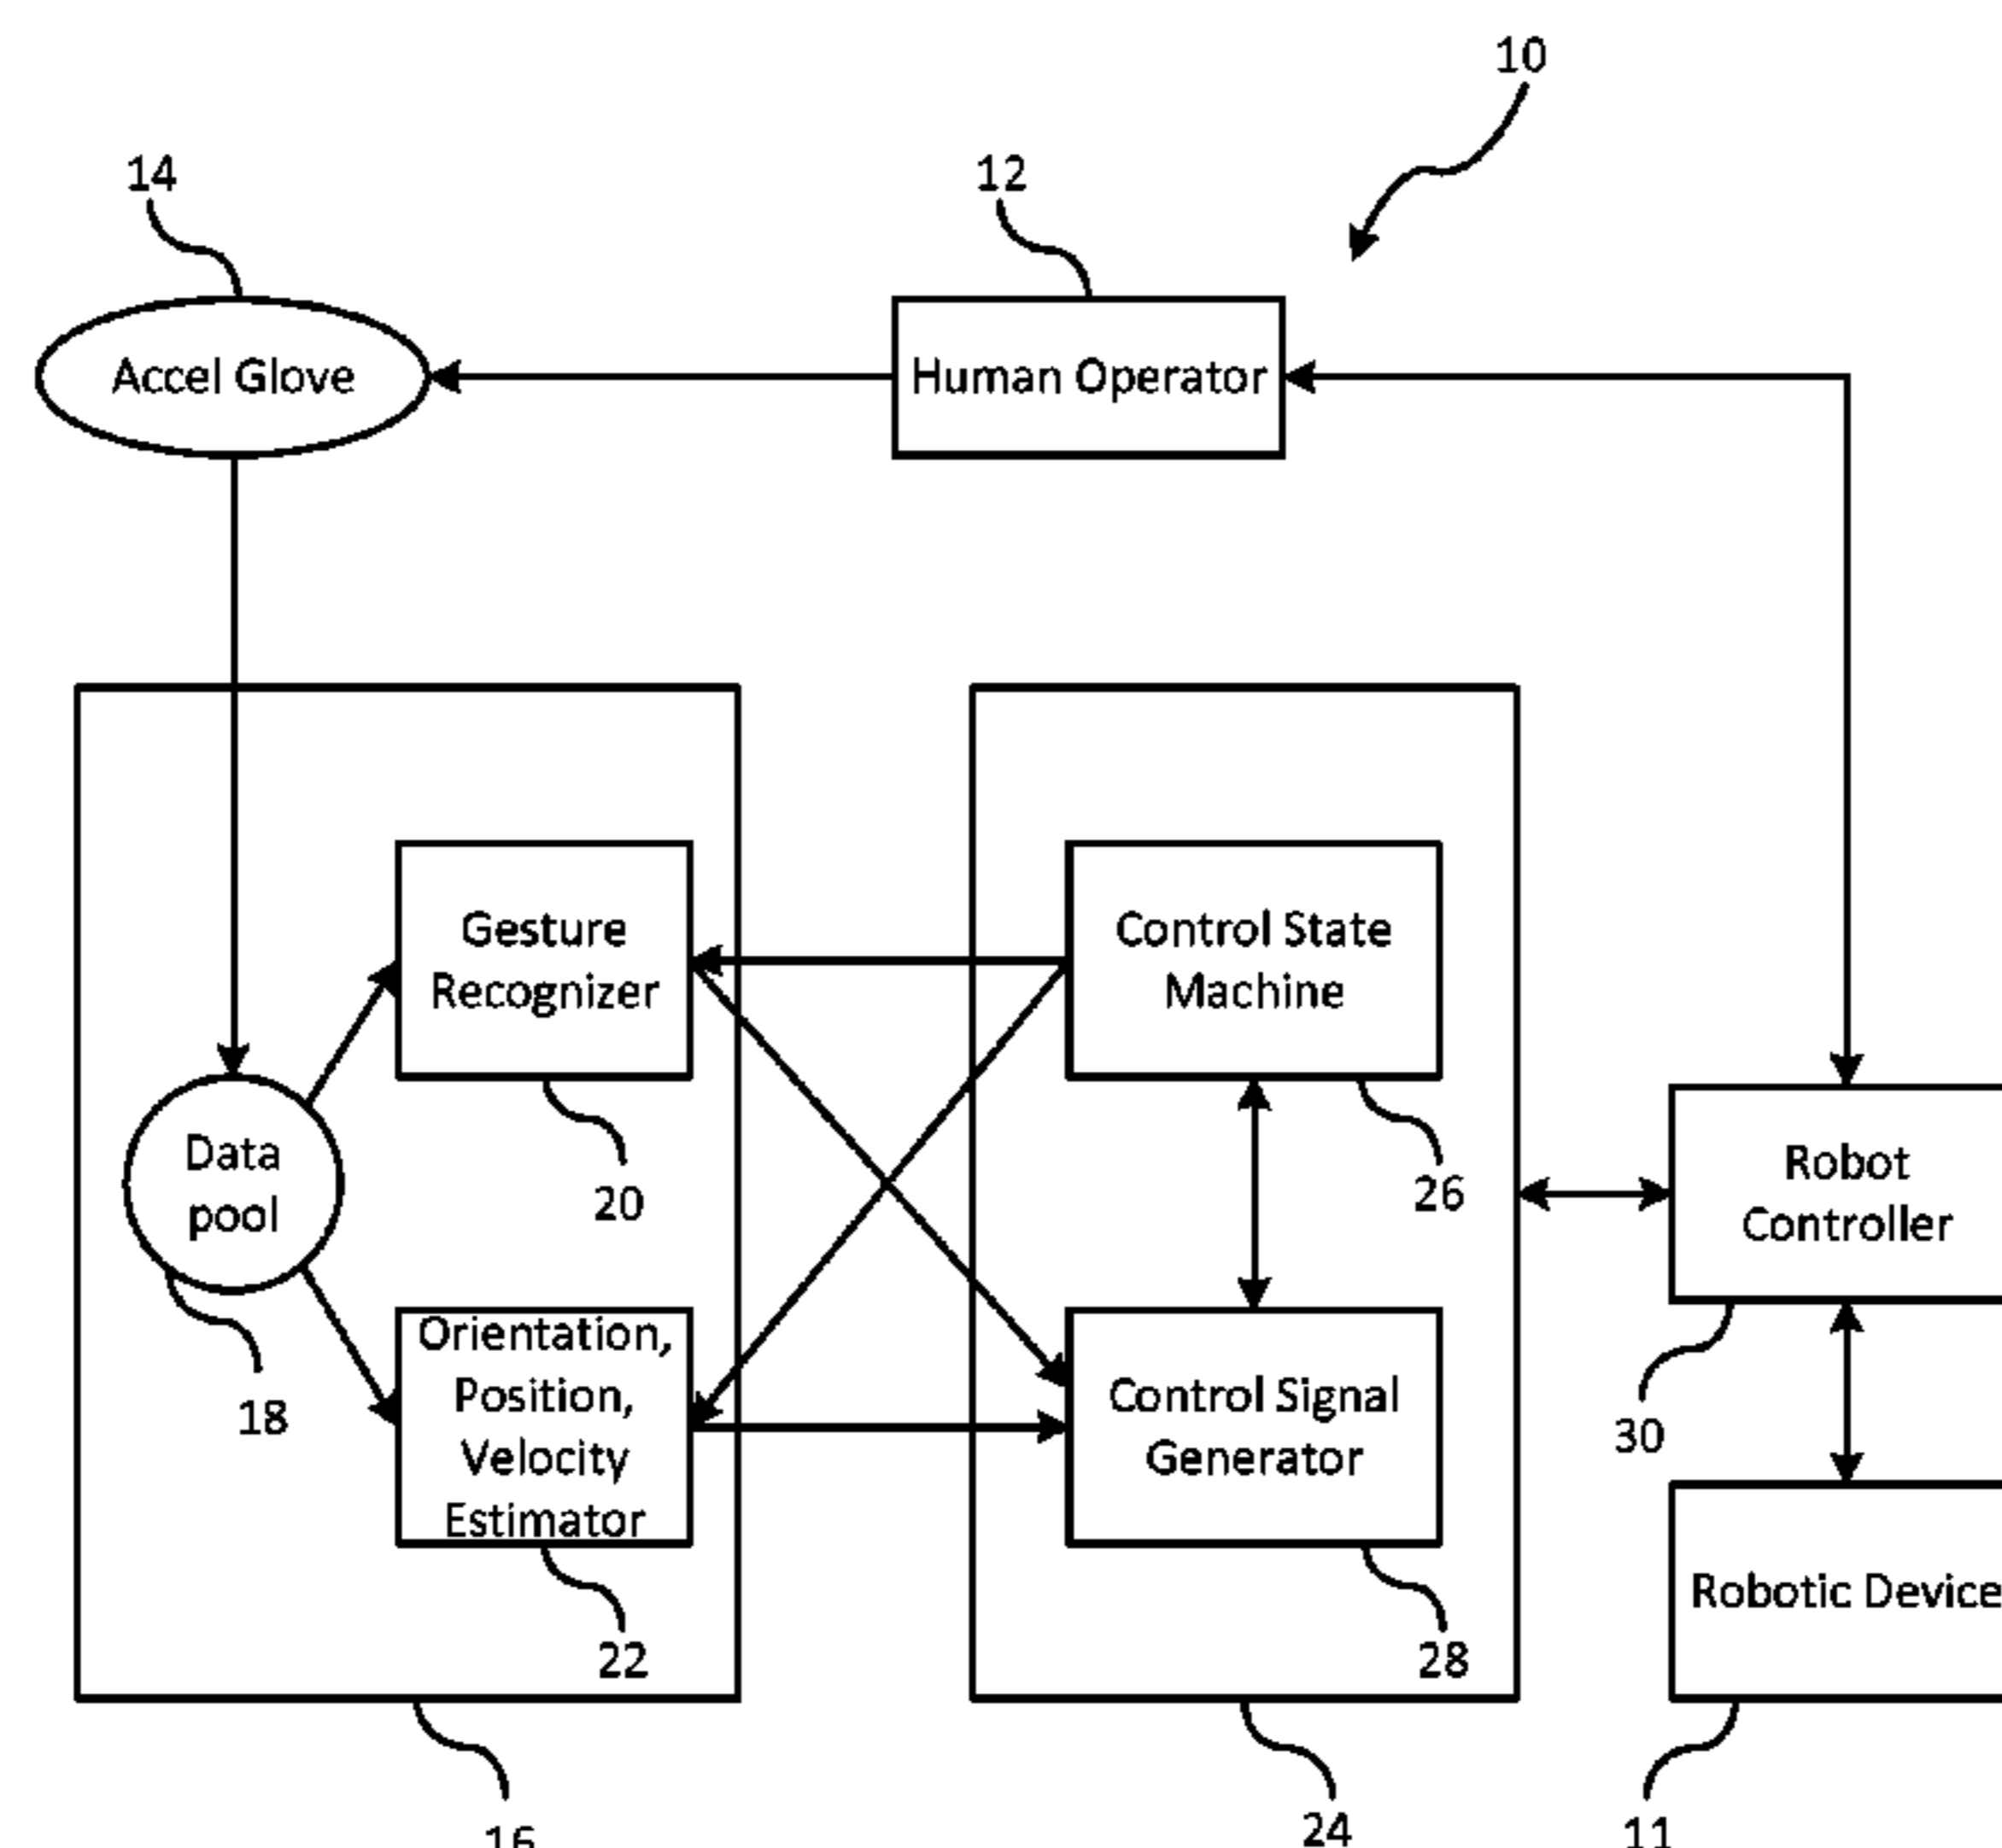 10
14
12
Accel Glove
Human Operator
Gesture
Recognizer
Control State
Machine
Data
pool
20
26
Robot
Controller
18
Orientation,
Position,
Velocity
Estimator
Control Signal
Generator
30
22
28
Robotic Device
16
24
11